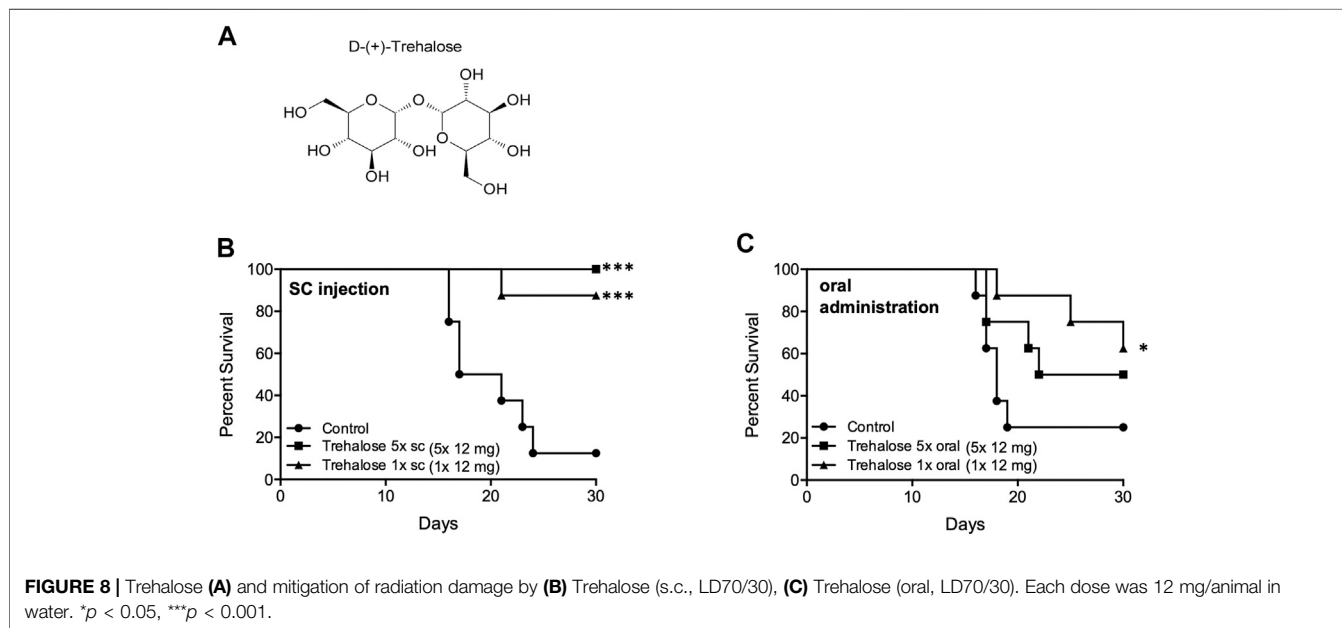 A
D-(+)-Trehalose
OH
HO
O
O
OH
HO
OH
O
OH
OH
OH
B
SC injection
***
***
Percent Survival
100
80
60
40
20
0
Control
Trehalose 5x sc (5x 12 mg)
Trehalose 1x sc (1x 12 mg)
0 10 20 30
Days
C
oral
administration
*
Percent Survival
100
80
60
40
20
0
Control
Trehalose 5x oral (5x 12 mg)
Trehalose 1x oral (1x 12 mg)
0 10 20 30
Days
FIGURE 8 | Trehalose (A) and mitigation of radiation damage by (B) Trehalose (s.c., LD70/30), (C) Trehalose (oral, LD70/30). Each dose was 12 mg/animal in
water. *p < 0.05, ***p < 0.001.